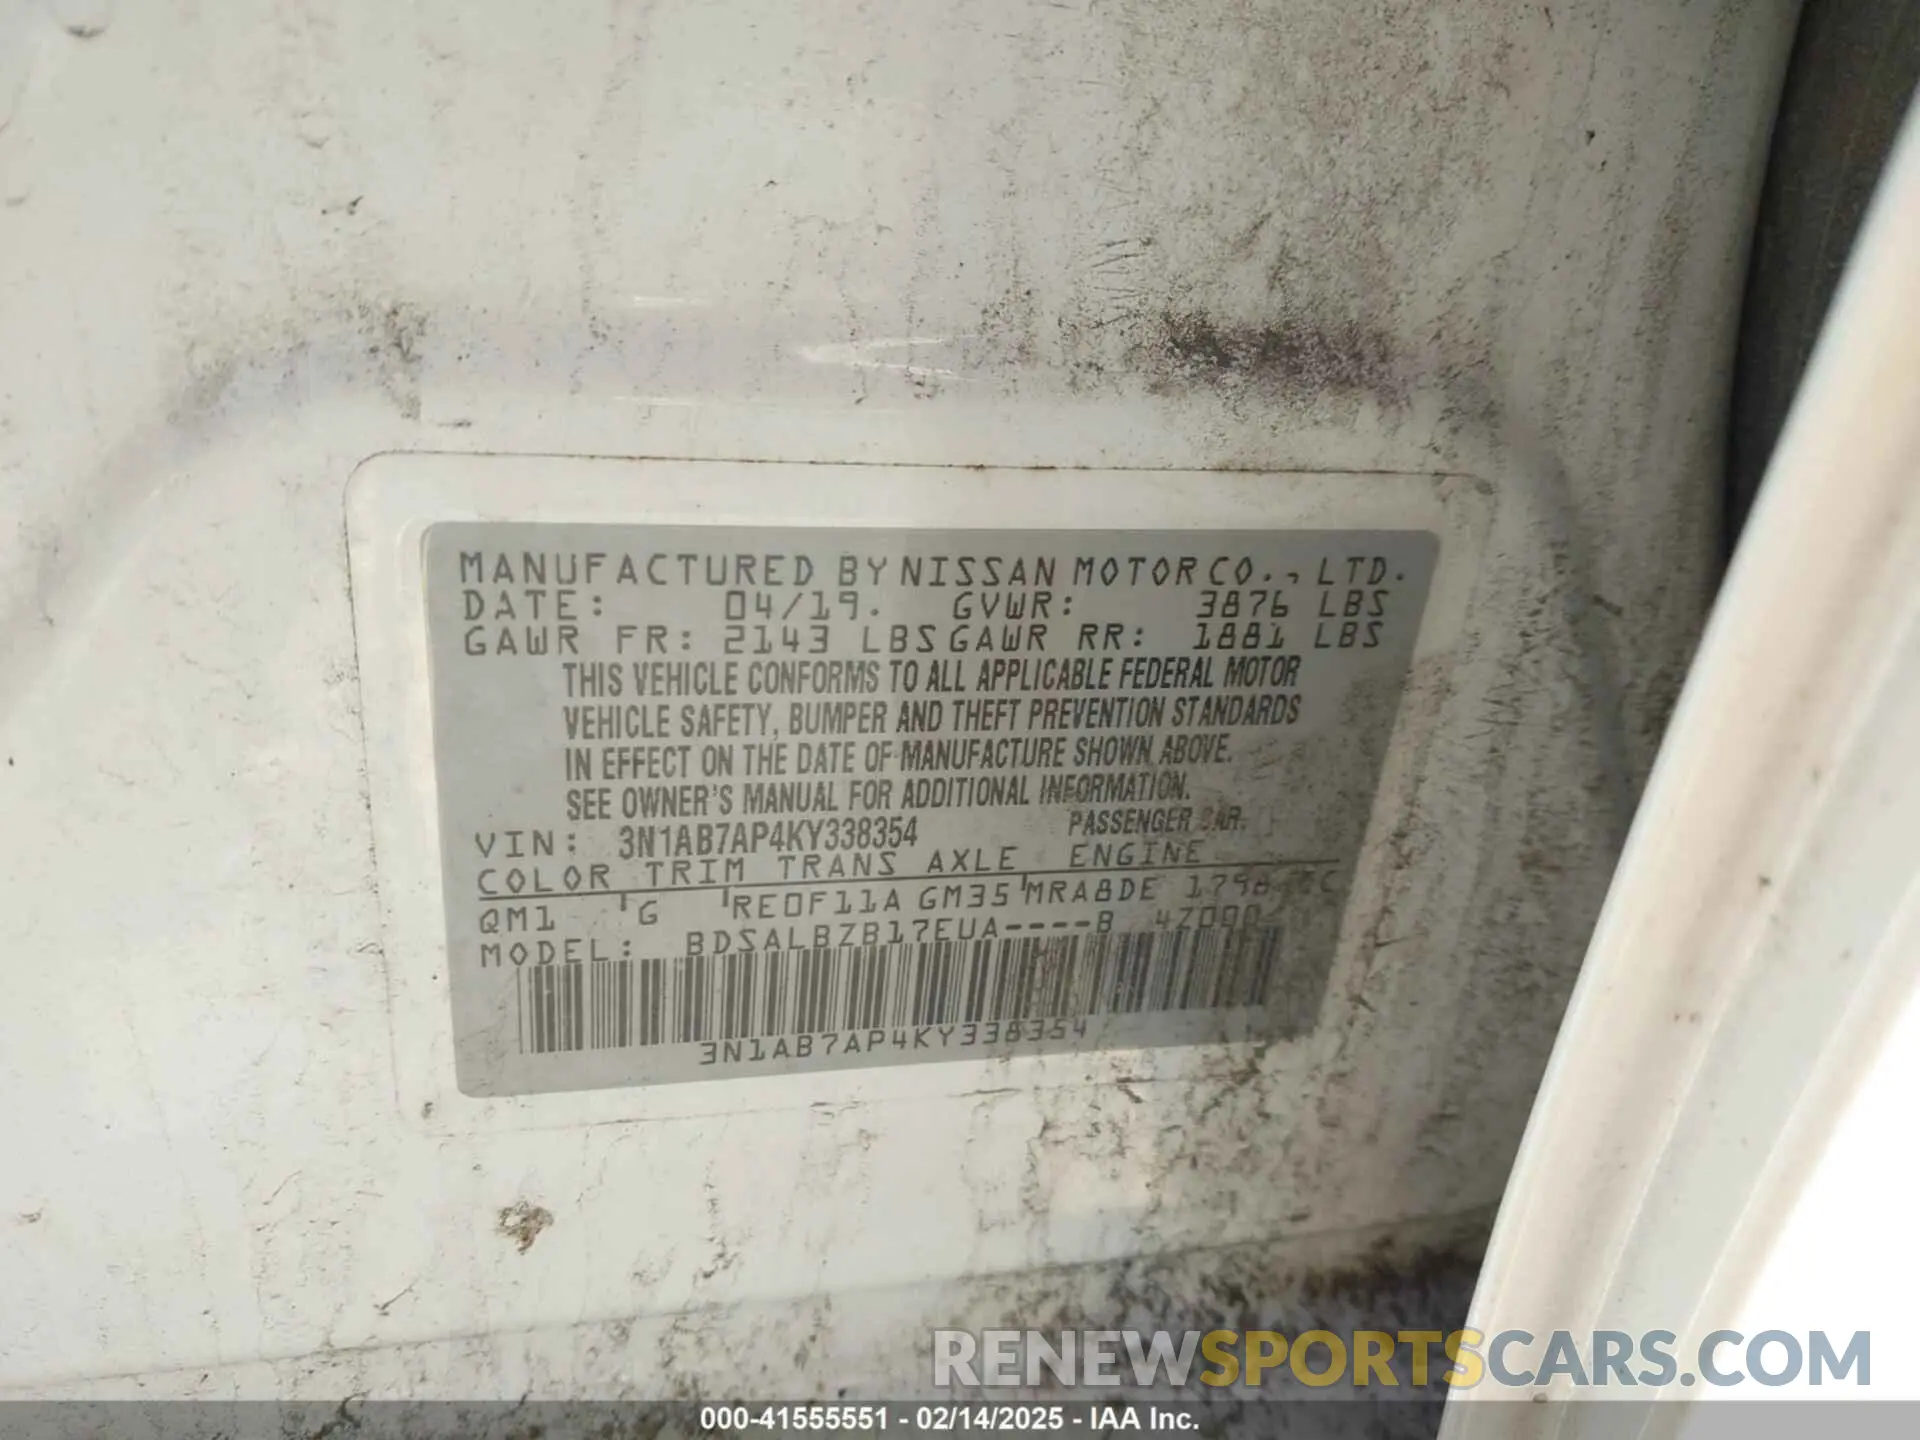 MANUFACTURED BY NISSAN MOTOR CO., LTD.
DATE: 04/19. GVWR: 3876 LBS
GAWR FR: 2143 LBS GAWR RR: 1881 LBS
THIS VEHICLE CONFORMS TO ALL APPLICABLE FEDERAL MOTOR
VEHICLE SAFETY, BUMPER AND THEFT PREVENTION STANDARDS
IN EFFECT ON THE DATE OF MANUFACTURE SHOWN ABOVE.
SEE OWNER'S MANUAL FOR ADDITIONAL INFORMATION.
VIN: 3N1AB7AP4KY338354 PASSENGER CAR.
COLOR TRIM TRANS AXLE ENGINE
QM1 G RE0F11A GM35 MRA8DE
MODEL: BDSALBZB17EUA----B
3N1AB7AP4KY338354
RENEWSPORTSCARS.COM
000-41555551 - 02/14/2025 - IAA Inc.